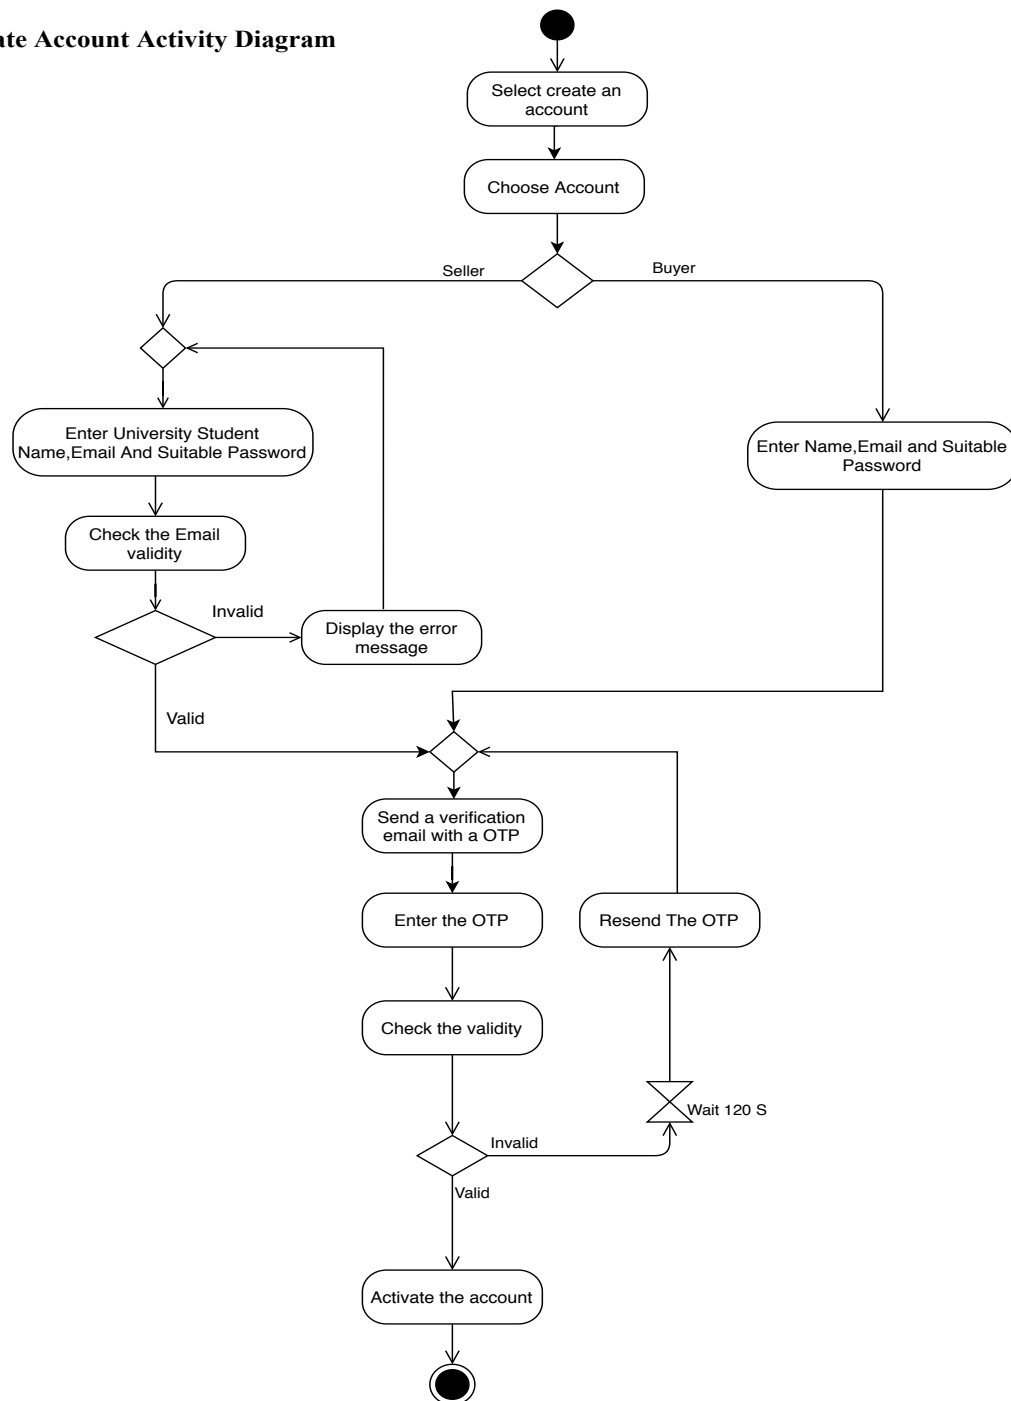 ate Account Activity Diagram
Select create an
account
Choose Account
Seller
Buyer
Enter University Student
Name,Email And Suitable Password
Enter Name,Email and Suitable
Password
Check the Email
validity
Invalid
Display the error
message
Valid
Send a verification
email with a OTP
Enter the OTP
Resend The OTP
Check the validity
Wait 120 S
Invalid
Valid
Activate the account